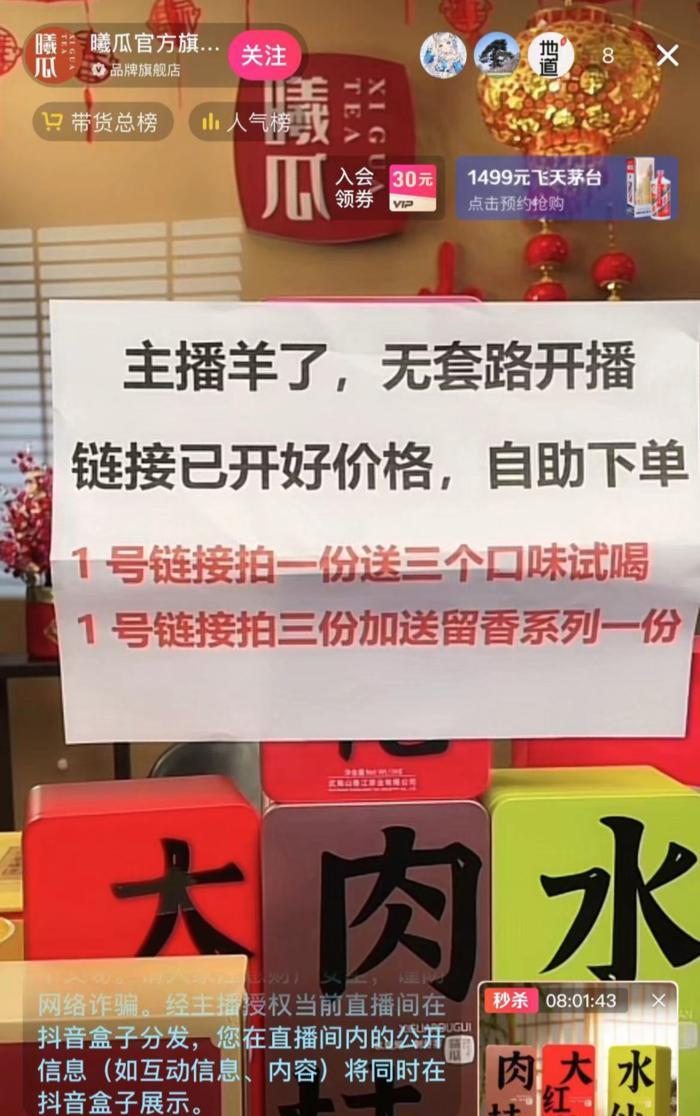 曦瓜
XI GUA
TEA
曦瓜官方旗...
品牌旗舰店
关注
地道
8
带货总榜
人气榜
曦瓜
XI GUA
TEA
入会
领券
30元
VIP
1499元飞天茅台
点击预约抢购
主播羊了，无套路开播
链接已开好价格，自助下单
1 号链接拍一份送三个口味试喝
1 号链接拍三份加送留香系列一份
大
肉
水
网络诈骗。经主播授权当前直播间在
抖音盒子分发，您在直播间内的公开
信息（如互动信息、内容）将同时在
抖音盒子展示。
秒杀 08:01:43
肉
大红
水仙